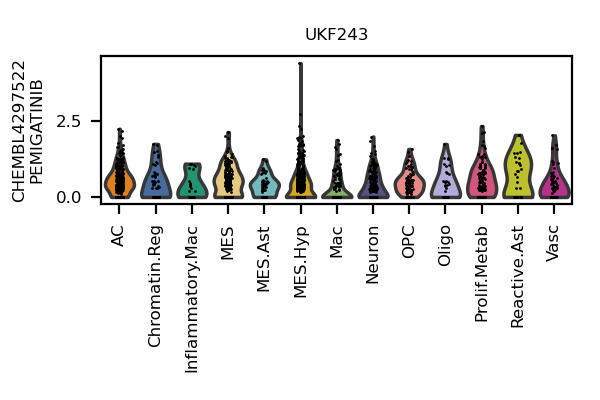 UKF243
CHEMBL4297522
PEMIGATINIB
2.5
0.0
AC
Chromatin.Reg
Inflammatory.Mac
MES
MES.Ast
MES.Hyp
Mac
Neuron
OPC
Oligo
Prolif.Metab
Reactive.Ast
Vasc